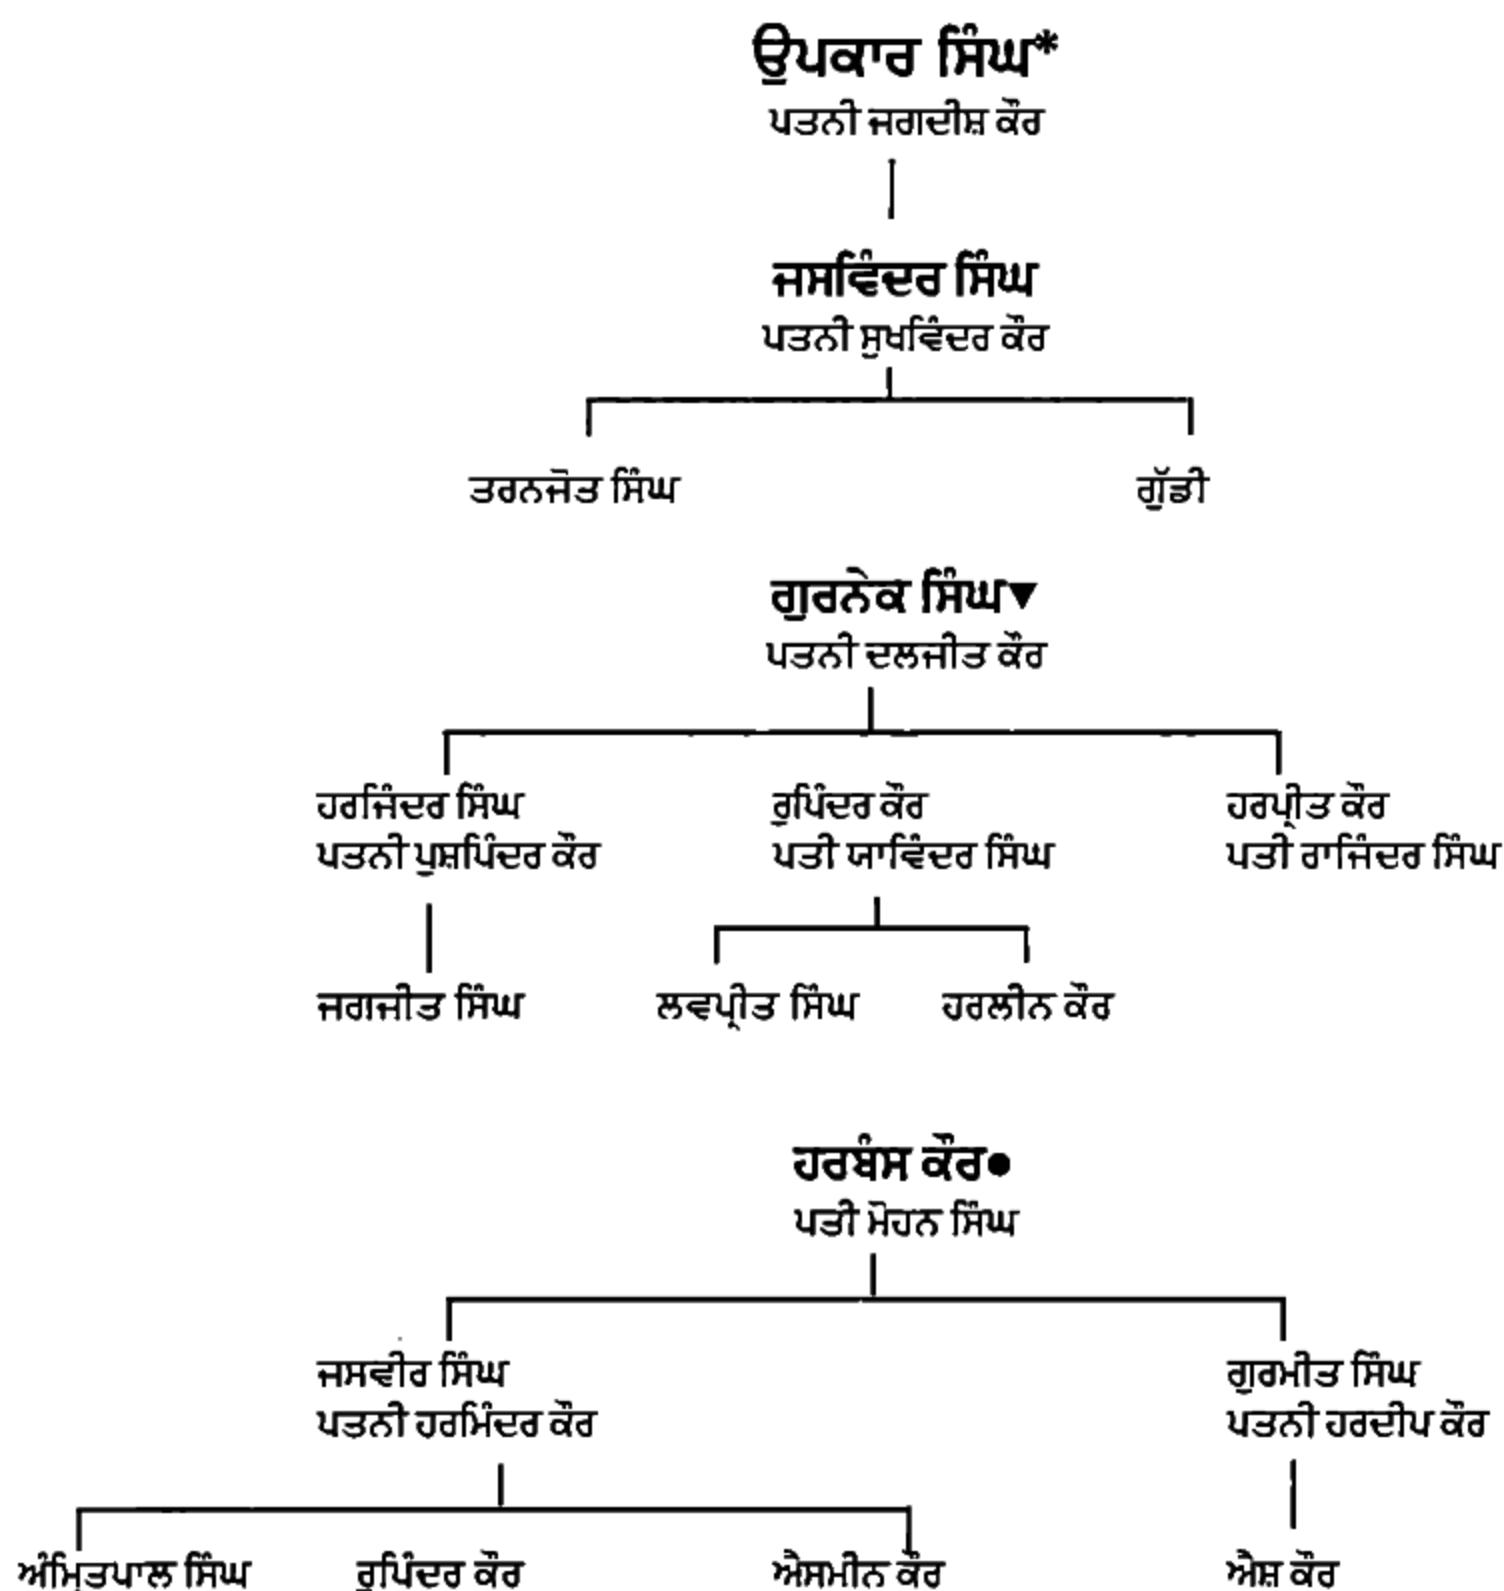 ਉਪਕਾਰ ਸਿੰਘ*
ਪਤਨੀ ਜਗਦੀਸ਼ ਕੌਰ
ਜਸਵਿੰਦਰ ਸਿੰਘ
ਪਤਨੀ ਸੁਖਵਿੰਦਰ ਕੌਰ
ਤਰਨਜੋਤ ਸਿੰਘ ਗੁੱਡੀ
ਗੁਰਨੇਕ ਸਿੰਘ▼
ਪਤਨੀ ਦਲਜੀਤ ਕੌਰ
ਹਰਜਿੰਦਰ ਸਿੰਘ ਰੁਪਿੰਦਰ ਕੌਰ ਹਰਪ੍ਰੀਤ ਕੌਰ
ਪਤਨੀ ਪੁਸ਼ਪਿੰਦਰ ਕੌਰ ਪਤੀ ਯਾਵਿੰਦਰ ਸਿੰਘ ਪਤੀ ਰਾਜਿੰਦਰ ਸਿੰਘ
ਜਗਜੀਤ ਸਿੰਘ ਲਵਪ੍ਰੀਤ ਸਿੰਘ ਹਰਲੀਨ ਕੌਰ
ਹਰਬੰਸ ਕੌਰ●
ਪਤੀ ਮੋਹਨ ਸਿੰਘ
ਜਸਵੀਰ ਸਿੰਘ ਗੁਰਮੀਤ ਸਿੰਘ
ਪਤਨੀ ਹਰਮਿੰਦਰ ਕੌਰ ਪਤਨੀ ਹਰਦੀਪ ਕੌਰ
ਅੰਮ੍ਰਿਤਪਾਲ ਸਿੰਘ ਰੁਪਿੰਦਰ ਕੌਰ ਐਸਮੀਨ ਕੌਰ ਐਸ਼ ਕੌਰ